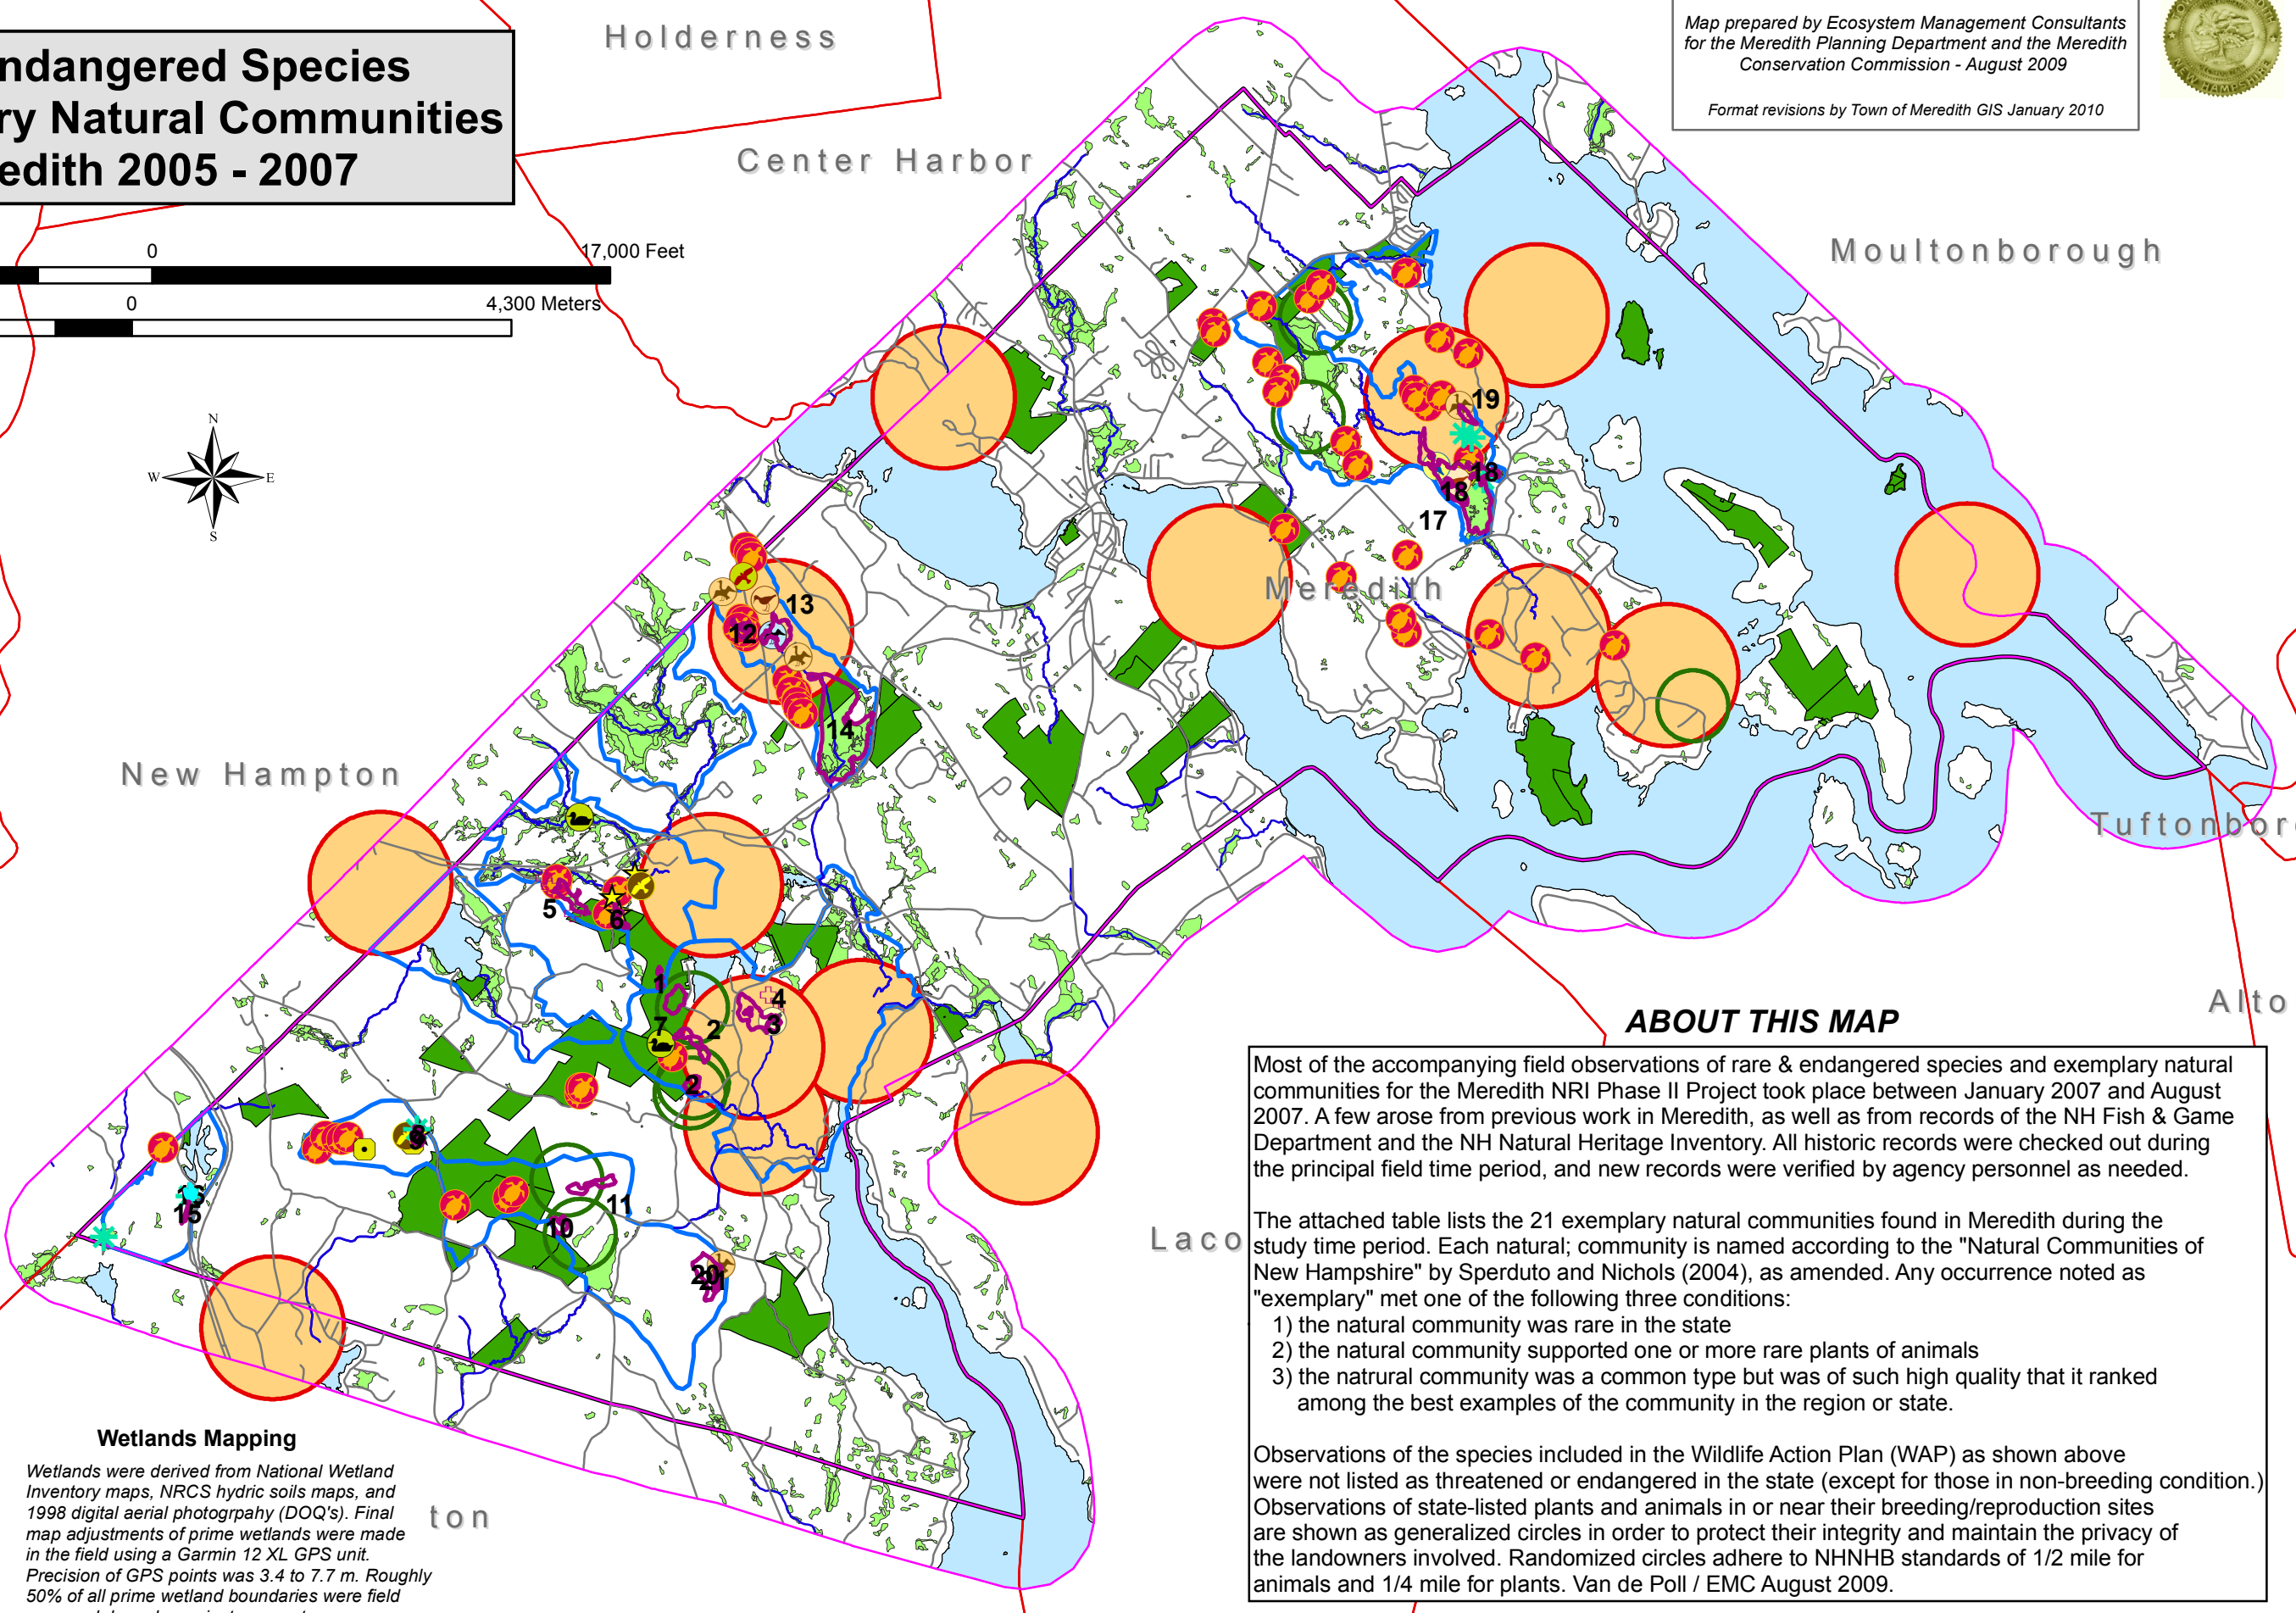 ndangered Species
ry Natural Communities
edith 2005 - 2007
0
17,000 Feet
0
4,300 Meters
N
W
E
S
Holderness
Center Harbor
Map prepared by Ecosystem Management Consultants
for the Meredith Planning Department and the Meredith
Conservation Commission - August 2009
Format revisions by Town of Meredith GIS January 2010
Moultonborough
19
18
18
17
Meredith
13
12
14
New Hampton
Tuftonbor
5
6
1
4
7
2
3
2
Alto
15
11
10
20
21
Laco
ton
Wetlands Mapping
Wetlands were derived from National Wetland
Inventory maps, NRCS hydric soils maps, and
1998 digital aerial photogrpahy (DOQ's). Final
map adjustments of prime wetlands were made
in the field using a Garmin 12 XL GPS unit.
Precision of GPS points was 3.4 to 7.7 m. Roughly
50% of all prime wetland boundaries were field
ABOUT THIS MAP
Most of the accompanying field observations of rare & endangered species and exemplary natural
communities for the Meredith NRI Phase II Project took place between January 2007 and August
2007. A few arose from previous work in Meredith, as well as from records of the NH Fish & Game
Department and the NH Natural Heritage Inventory. All historic records were checked out during
the principal field time period, and new records were verified by agency personnel as needed.
The attached table lists the 21 exemplary natural communities found in Meredith during the
study time period. Each natural; community is named according to the "Natural Communities of
New Hampshire" by Sperduto and Nichols (2004), as amended. Any occurrence noted as
"exemplary" met one of the following three conditions:
1) the natural community was rare in the state
2) the natural community supported one or more rare plants of animals
3) the natrural community was a common type but was of such high quality that it ranked
among the best examples of the community in the region or state.
Observations of the species included in the Wildlife Action Plan (WAP) as shown above
were not listed as threatened or endangered in the state (except for those in non-breeding condition.)
Observations of state-listed plants and animals in or near their breeding/reproduction sites
are shown as generalized circles in order to protect their integrity and maintain the privacy of
the landowners involved. Randomized circles adhere to NHNHB standards of 1/2 mile for
animals and 1/4 mile for plants. Van de Poll / EMC August 2009.